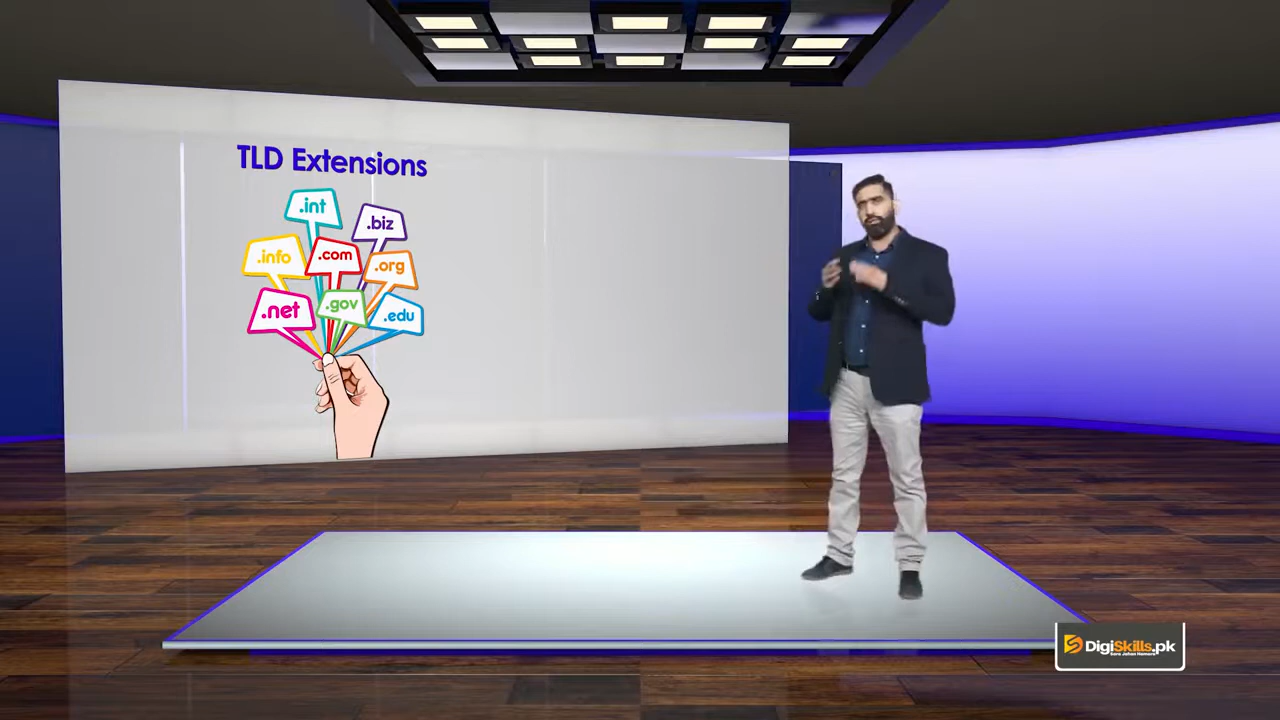 TLD Extensions
.int
.biz
.info
.com
.org
.net
.gov
.edu
DigiSkills.pk